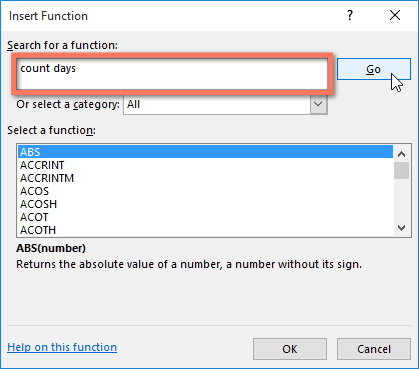 Insert Function
?
Search for a function:
count days
Go
Or select a category: All
Select a function:
ABS
ACCRINT
ACCRINTM
ACOS
ACOSH
ACOT
ACOTH
ABS(number)
Returns the absolute value of a number, a number without its sign.
Help on this function
OK Cancel